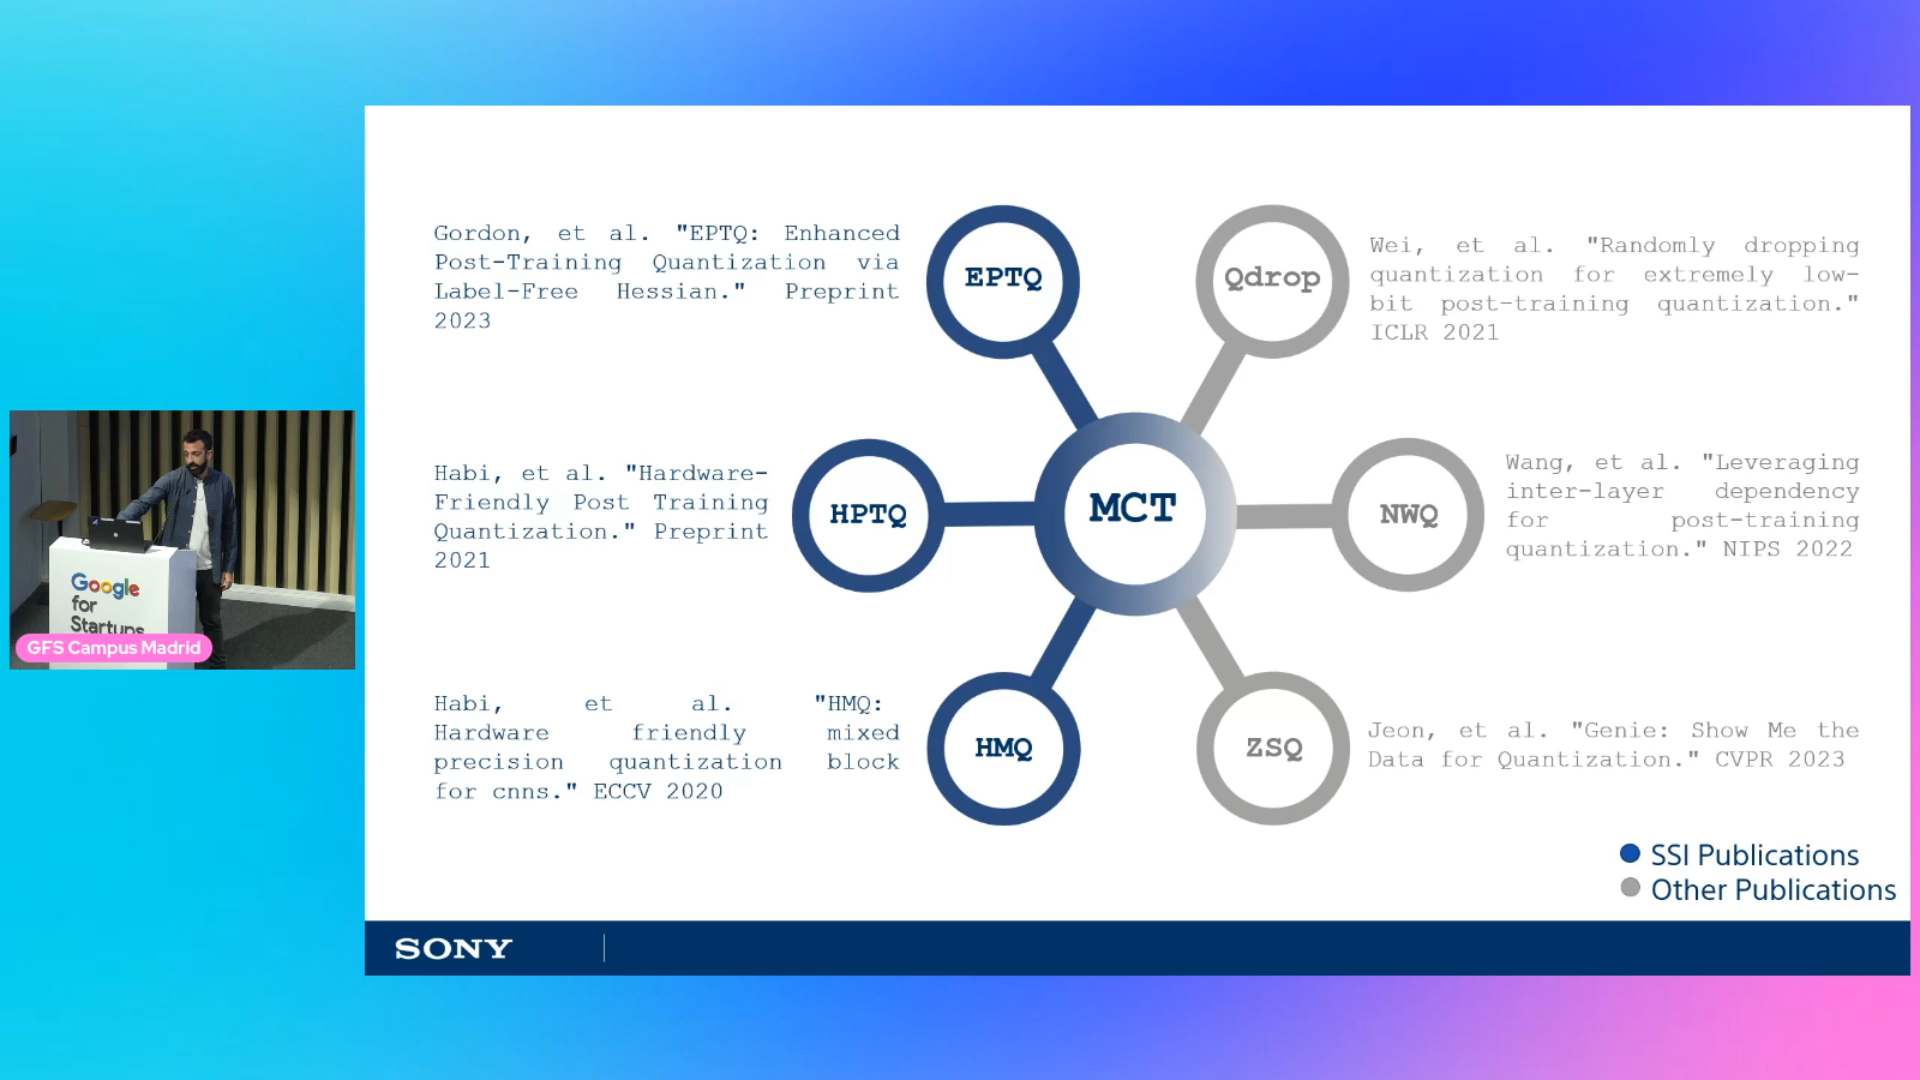 Gordon, et al. "EPTQ: Enhanced
Post-Training Quantization via
Label-Free Hessian." Preprint
2023
EPTQ
Qdrop
Wei, et al. "Randomly dropping
quantization for extremely low-
bit post-training quantization."
ICLR 2021
Habi, et al. "Hardware-
Friendly Post Training
Quantization." Preprint
2021
HPTQ
MCT
NWQ
Wang, et al. "Leveraging
inter-layer dependency
for post-training
quantization." NIPS 2022
Habi, et al. "HMQ:
Hardware friendly mixed
precision quantization block
for cnns." ECCV 2020
HMQ
ZSQ
Jeon, et al. "Genie: Show Me the
Data for Quantization." CVPR 2023
SSI Publications
Other Publications
SONY
Google
for
Startups
GFS Campus Madrid